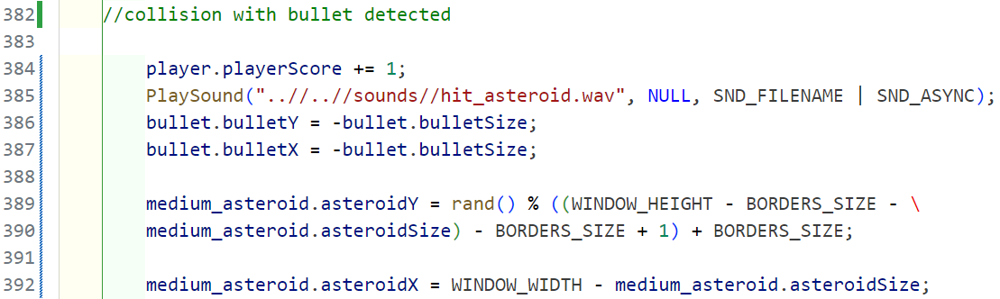 382 //collision with bullet detected
383
384 player.playerScore += 1;
385 PlaySound("..//..//sounds//hit_asteroid.wav", NULL, SND_FILENAME | SND_ASYNC);
386 bullet.bulletY = -bullet.bulletSize;
387 bullet.bulletX = -bullet.bulletSize;
388
389 medium_asteroid.asteroidY = rand() % ((WINDOW_HEIGHT - BORDERS_SIZE - \
390 medium_asteroid.asteroidSize) - BORDERS_SIZE + 1) + BORDERS_SIZE;
391
392 medium_asteroid.asteroidX = WINDOW_WIDTH - medium_asteroid.asteroidSize;